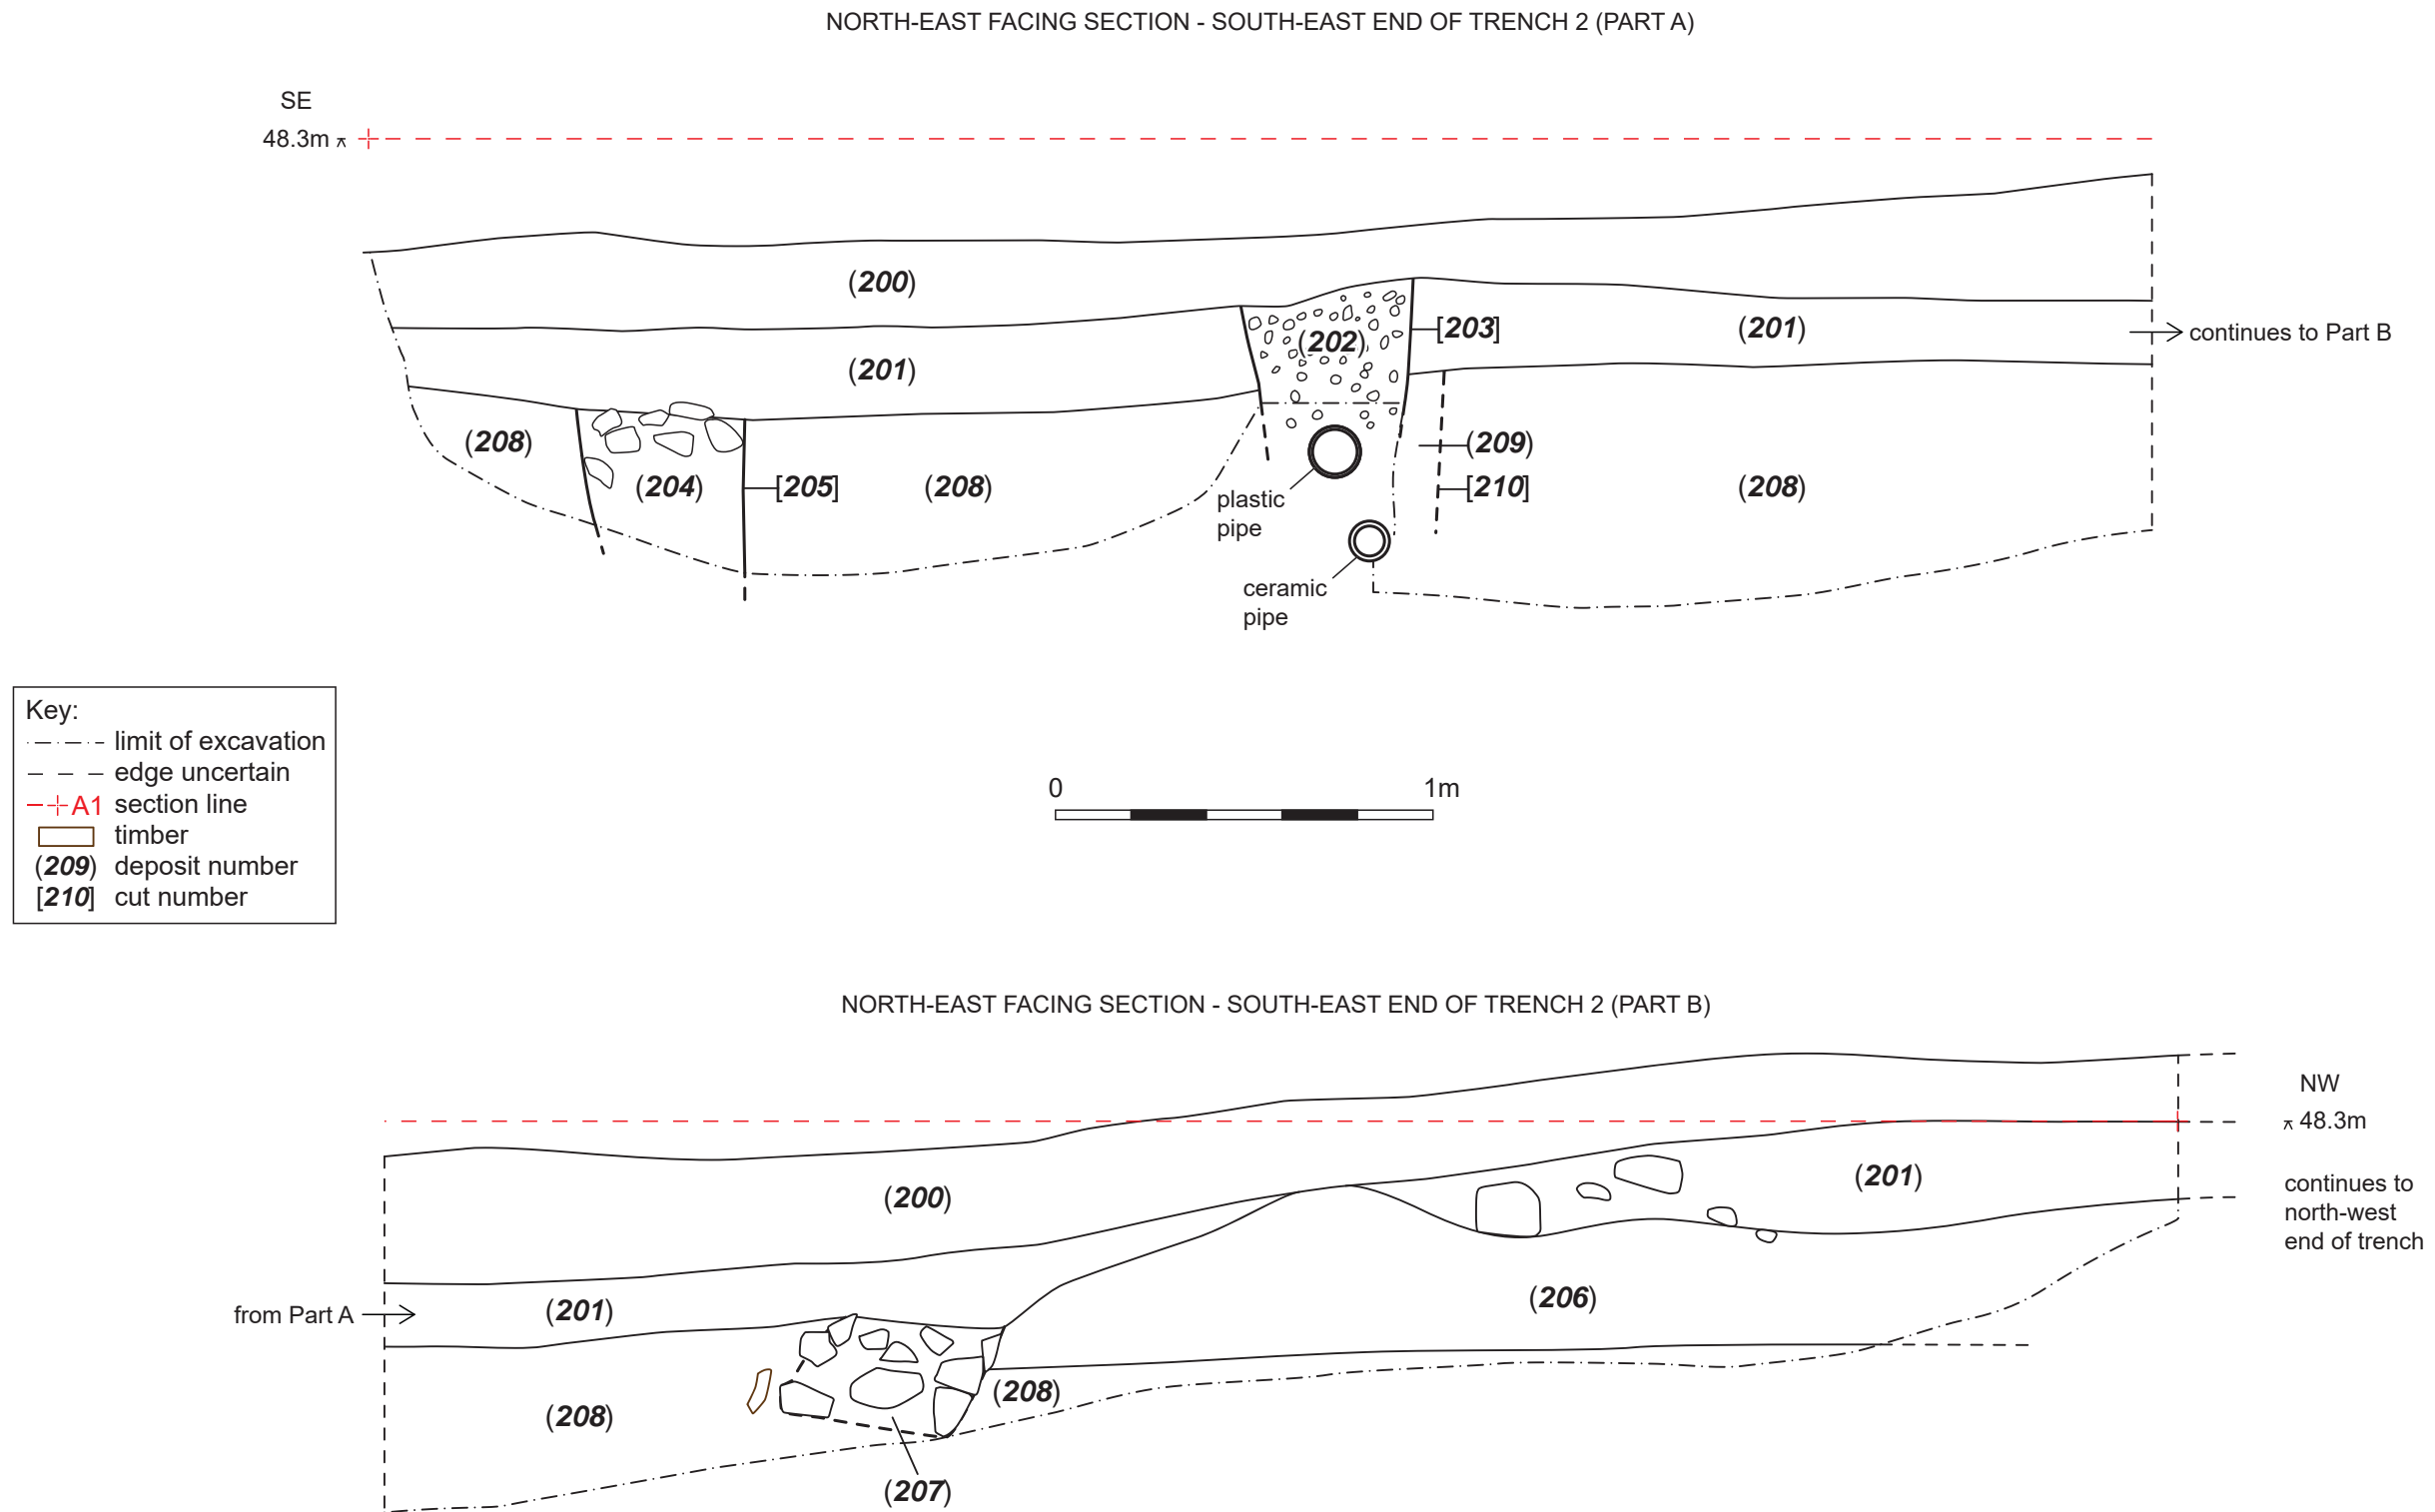 NORTH-EAST FACING SECTION - SOUTH-EAST END OF TRENCH 2 (PART A)
SE
48.3m
(200)
(202)
[203]
(201)
continues to Part B
(201)
(208)
(209)
(204)
[205]
(208)
[210]
(208)
plastic
pipe
ceramic
pipe
Key:
limit of excavation
edge uncertain
A1 section line
timber
(209) deposit number
[210] cut number
0 1m
NORTH-EAST FACING SECTION - SOUTH-EAST END OF TRENCH 2 (PART B)
NW
48.3m
(201)
continues to
north-west
end of trench
(200)
(206)
from Part A
(201)
(208)
(208)
(207)